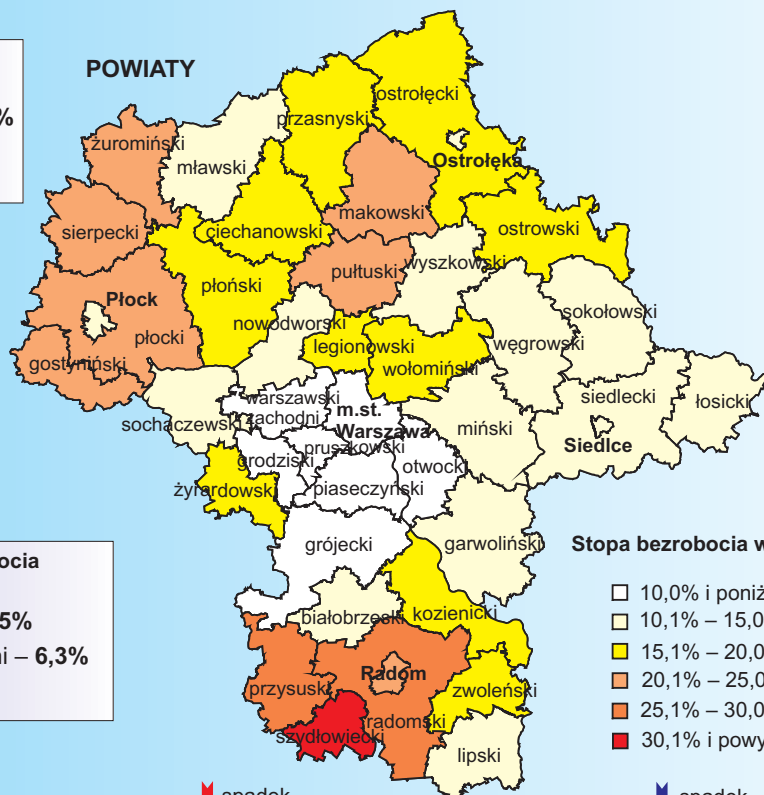 POWIATY
%
ostrołęcki
przasnyski
żuromiński
mławski
Ostrołęka
makowski
sierpecki
ciechanowski
ostrowski
pułtuski
wyszkowski
płoński
Płock
sokołowski
nowodworski
płocki
legionowski
węgrowski
gostyniński
wołomiński
siedlecki
łosicki
warszawski
zachodni
m.st.
Warszawa
sochaczewski
miński
Siedlce
pruszkowski
grodziski
otwocki
żyrardowski
piaseczyński
grójecki
garwoliński
ocia
5%
ni – 6,3%
białobrzeski
kozienicki
Radom
przysuski
zwoleński
radomski
szydłowiecki
lipski
Stopa bezrobocia w
10,0% i poniż
10,1% – 15,0
15,1% – 20,0
20,1% – 25,0
25,1% – 30,0
30,1% i powy
spadek
spadek